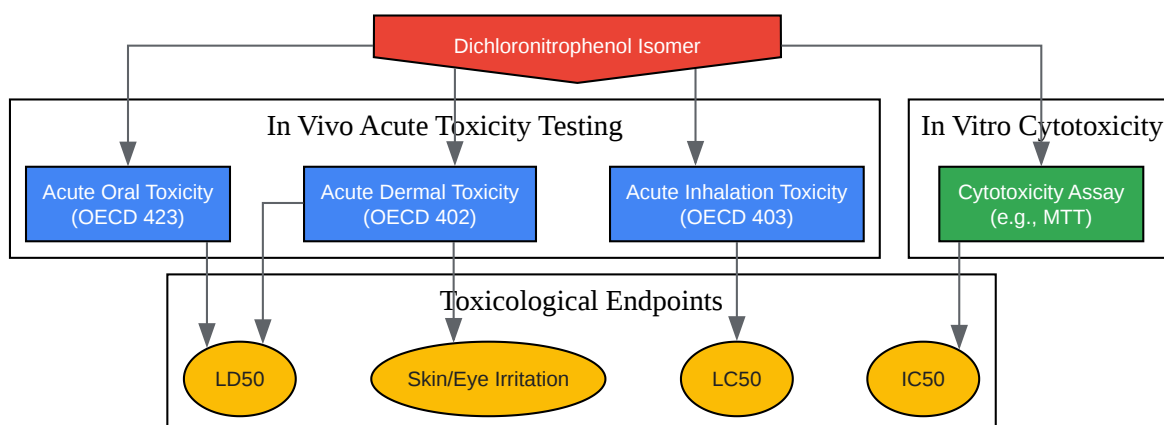 Dichloronitrophenol Isomer
In Vivo Acute Toxicity Testing
In Vitro Cytotoxicity
Acute Oral Toxicity
(OECD 423)
Acute Dermal Toxicity
(OECD 402)
Acute Inhalation Toxicity
(OECD 403)
Cytotoxicity Assay
(e.g., MTT)
Toxicological Endpoints
LD50
Skin/Eye Irritation
LC50
IC50